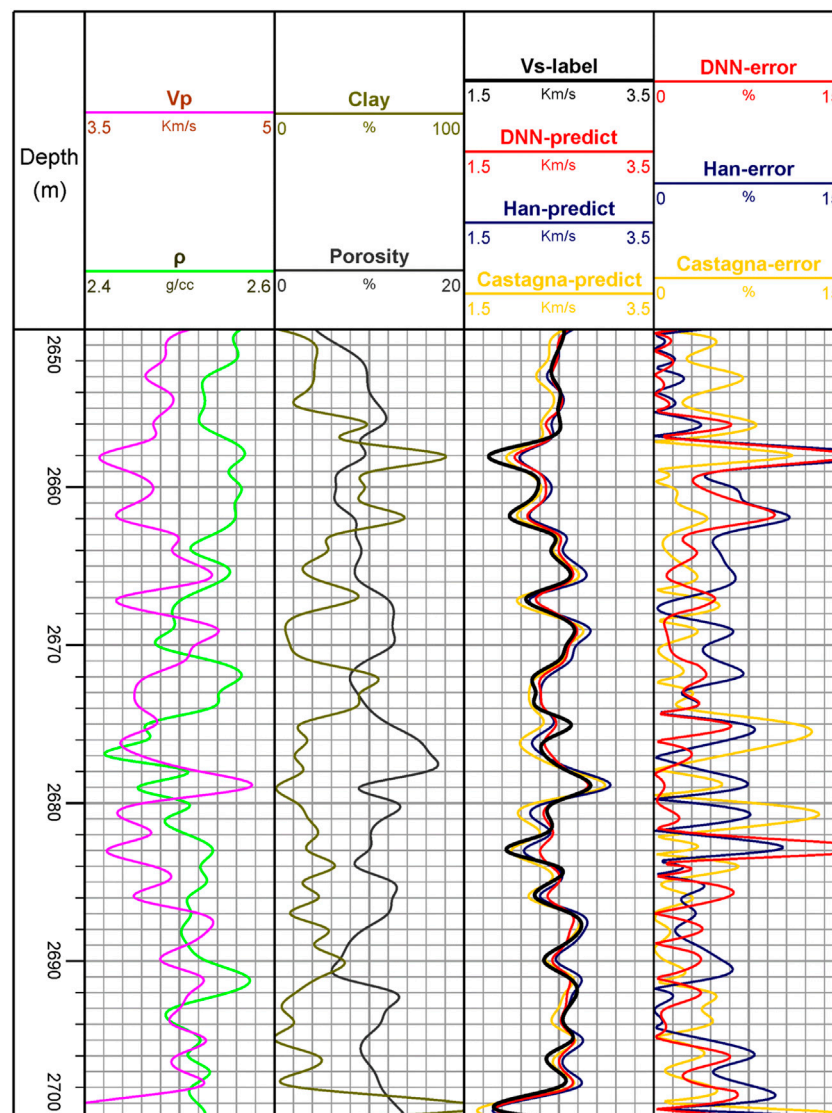 Depth
(m)
Vp
3.5 Km/s 5
ρ
2.4 g/cc 2.6
Clay
0 % 100
Porosity
0 % 20
Vs-label
1.5 Km/s 3.5
DNN-predict
1.5 Km/s 3.5
Han-predict
1.5 Km/s 3.5
Castagna-predict
1.5 Km/s 3.5
DNN-error
0 %
Han-error
0 %
Castagna-error
0 %
2650
2660
2670
2680
2690
2700